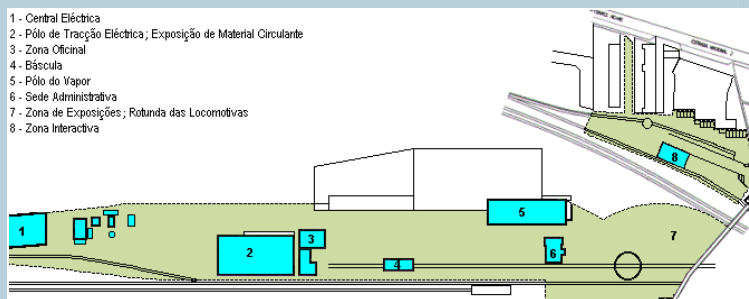 1 - Central Eléctrica
2 - Pólo de Tracção Eléctrica; Exposição de Material Circulante
3 - Zona Oficinal
4 - Báscula
5 - Pólo do Vapor
6 - Sede Administrativa
7 - Zona de Exposições; Rotunda das Locomotivas
8 - Zona Interactiva
ESTRADA NACIONAL
8
5
7
1
3
2
4
6